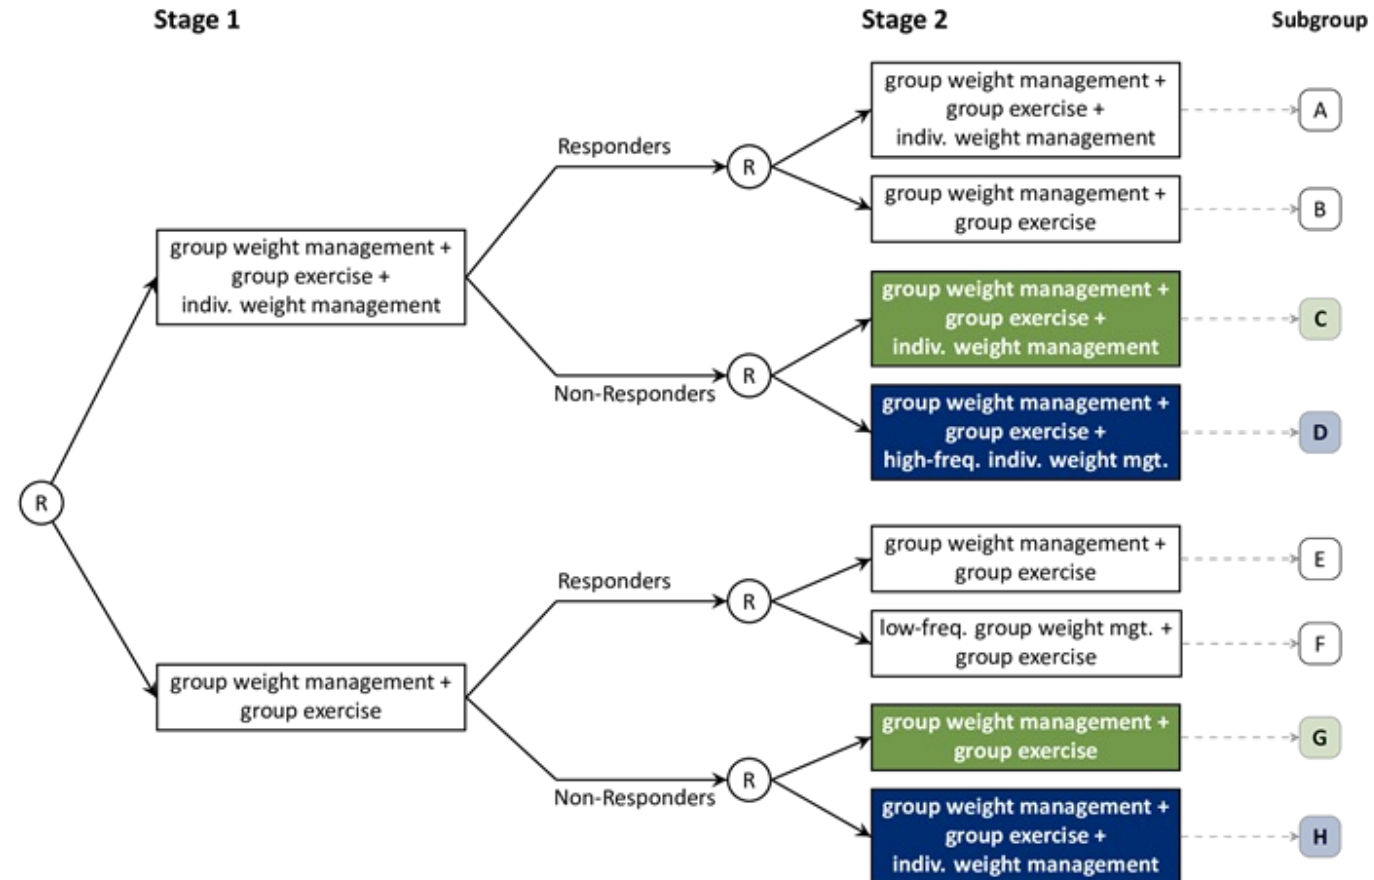 Stage 1
Stage 2
Subgroup
group weight management +
group exercise +
indiv. weight management
A
Responders
R
group weight management +
group exercise
B
group weight management +
group exercise +
indiv. weight management
group weight management +
group exercise +
indiv. weight management
C
R
Non-Responders
group weight management +
group exercise +
high-freq. indiv. weight mgt.
D
R
group weight management +
group exercise
E
Responders
R
low-freq. group weight mgt. +
group exercise
F
group weight management +
group exercise
group weight management +
group exercise
G
R
Non-Responders
group weight management +
group exercise +
indiv. weight management
H